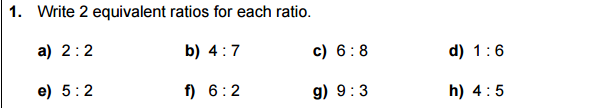 1. Write 2 equivalent ratios for each ratio.
a) 2 : 2 b) 4 : 7 c) 6 : 8 d) 1 : 6
e) 5 : 2 f) 6 : 2 g) 9 : 3 h) 4 : 5